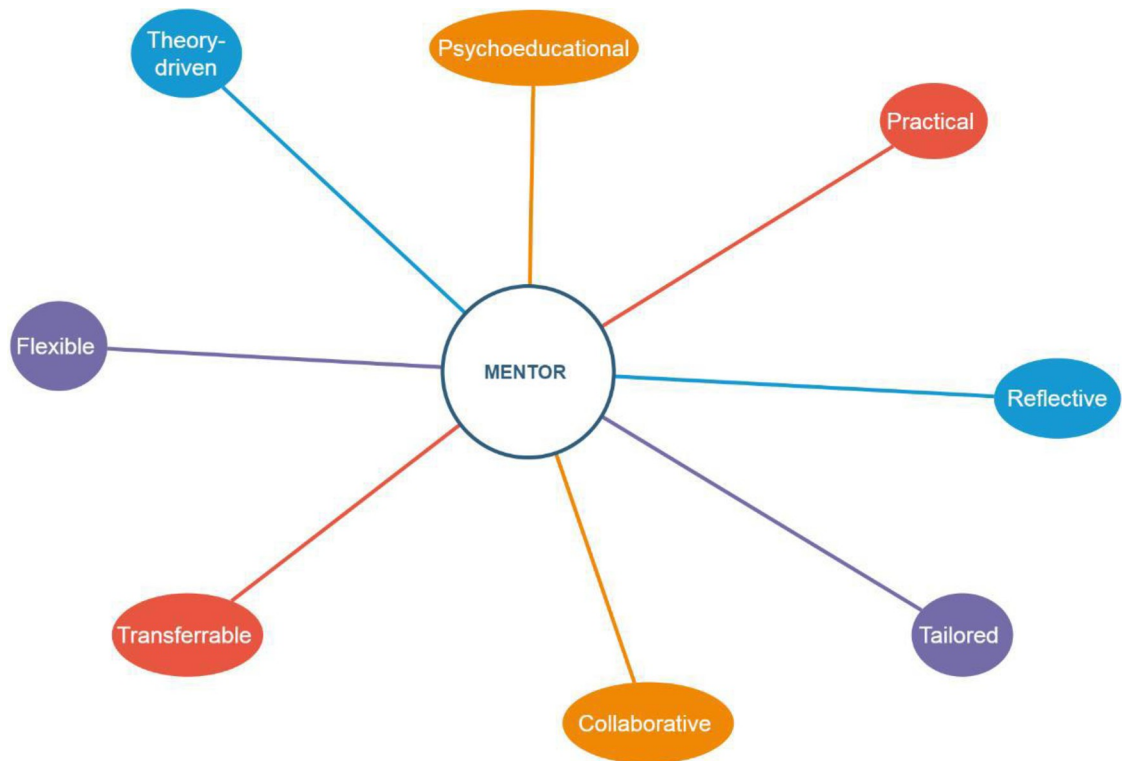 Theory-
driven
Psychoeducational
Practical
Flexible
MENTOR
Reflective
Transferrable
Tailored
Collaborative